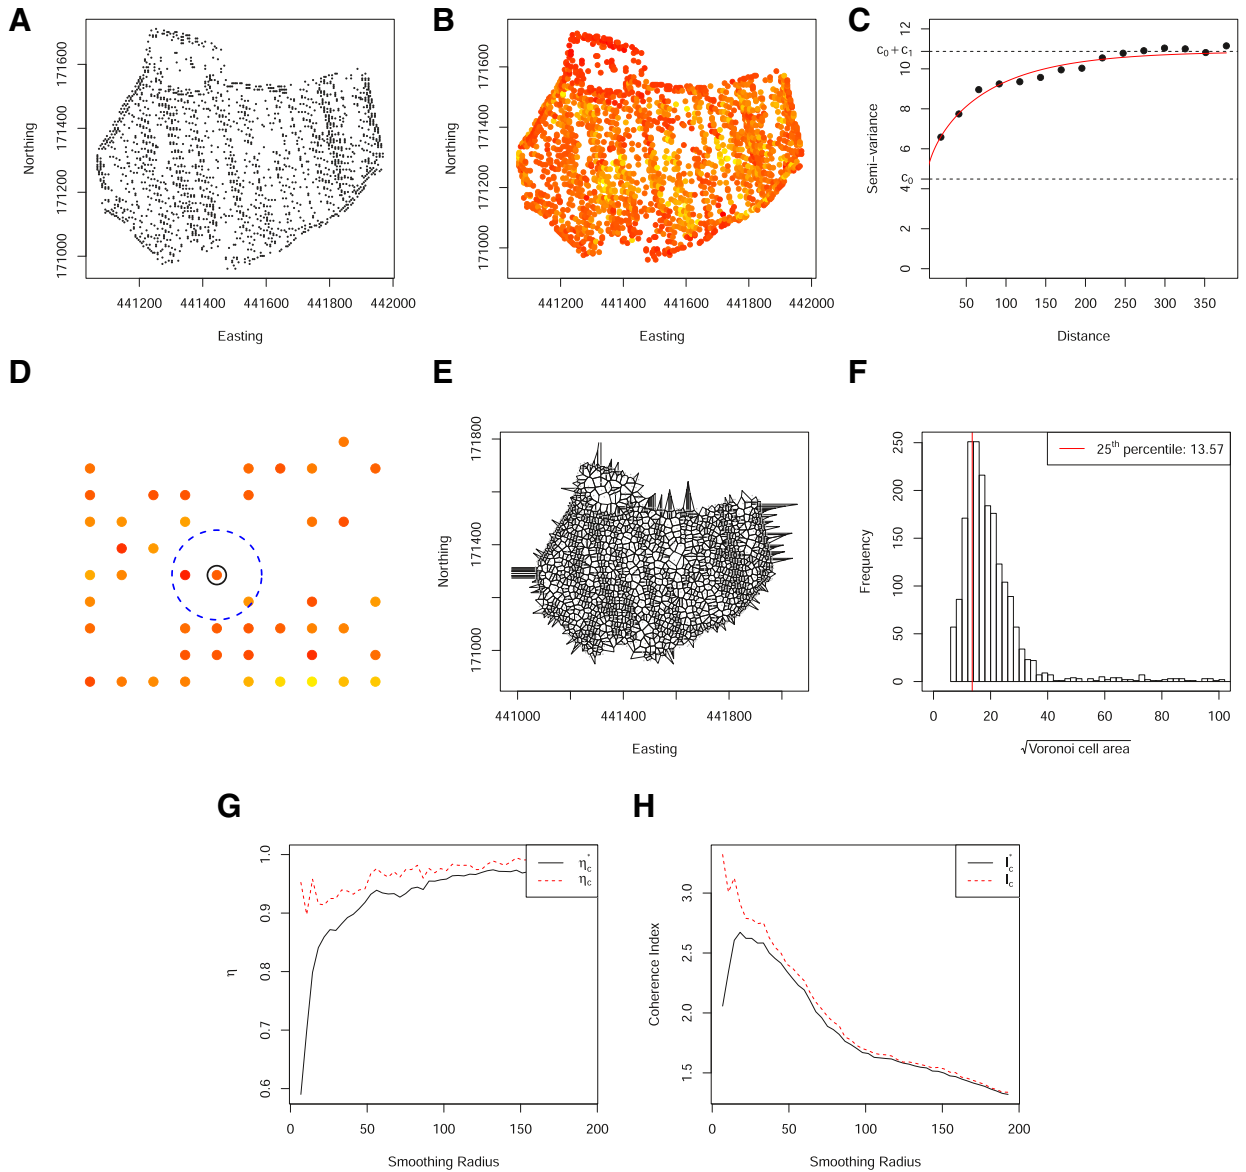 A
171000 171200 171400 171600
Northing
441200 441400 441600 441800 442000
Easting
B
171000 171200 171400 171600
Northing
441200 441400 441600 441800 442000
Easting
C
0 2 4 6 8 10 12
c₀ + c₁
c₀
Semi−variance
50 100 150 200 250 300 350
Distance
D
E
171000 171400 171800
Northing
441000 441400 441800
Easting
F
0 50 100 150 200 250
Frequency
25th percentile: 13.57
0 20 40 60 80 100
√Voronoi cell area
G
0.6 0.7 0.8 0.9 1.0
η
η*c
ηc
0 50 100 150 200
Smoothing Radius
H
1.5 2.0 2.5 3.0
Coherence Index
I*c
Ic
0 50 100 150 200
Smoothing Radius